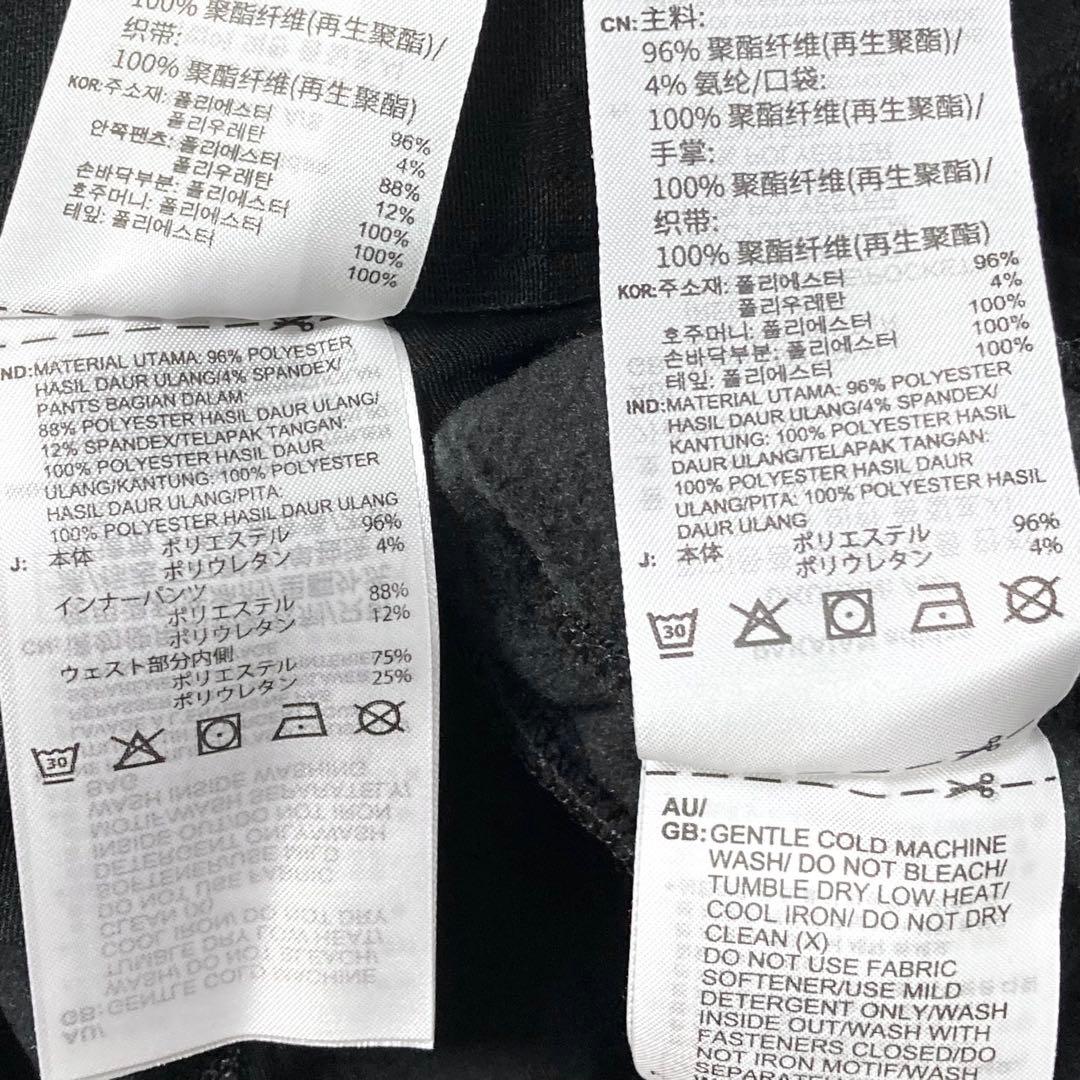 100% 聚酯纤维(再生聚酯)/
织带:
100% 聚酯纤维(再生聚酯)
KOR: 주소재: 폴리에스터 96%
폴리우레탄 4%
안쪽팬츠: 폴리에스터 88%
폴리우레탄 12%
손바닥부분: 폴리에스터 100%
호주머니: 폴리에스터 100%
테잎: 폴리에스터 100%
IND: MATERIAL UTAMA: 96% POLYESTER
HASIL DAUR ULANG/4% SPANDEX/
PANTS BAGIAN DALAM:
88% POLYESTER HASIL DAUR ULANG/
12% SPANDEX/TELAPAK TANGAN:
100% POLYESTER HASIL DAUR
ULANG/KANTUNG: 100% POLYESTER
HASIL DAUR ULANG/PITA:
100% POLYESTER HASIL DAUR ULANG
J: 本体 ポリエステル 96%
ポリウレタン 4%
インナーパンツ
ポリエステル 88%
ポリウレタン 12%
ウェスト部分内側
ポリエステル 75%
ポリウレタン 25%
30
CN: 主料:
96% 聚酯纤维(再生聚酯)/
4% 氨纶/口袋:
100% 聚酯纤维(再生聚酯)/
手掌:
100% 聚酯纤维(再生聚酯)/
织带:
100% 聚酯纤维(再生聚酯)
KOR: 주소재: 폴리에스터 96%
폴리우레탄 4%
호주머니: 폴리에스터 100%
손바닥부분: 폴리에스터 100%
테잎: 폴리에스터 100%
IND: MATERIAL UTAMA: 96% POLYESTER
HASIL DAUR ULANG/4% SPANDEX/
KANTUNG: 100% POLYESTER HASIL
DAUR ULANG/TELAPAK TANGAN:
100% POLYESTER HASIL DAUR
ULANG/PITA: 100% POLYESTER HASIL
DAUR ULANG
J: 本体 ポリエステル 96%
ポリウレタン 4%
30
AU/
GB: GENTLE COLD MACHINE
WASH/ DO NOT BLEACH/
TUMBLE DRY LOW HEAT/
COOL IRON/ DO NOT DRY
CLEAN (X)
DO NOT USE FABRIC
SOFTENER/USE MILD
DETERGENT ONLY/WASH
INSIDE OUT/WASH WITH
FASTENERS CLOSED/DO
NOT IRON MOTIF/WASH